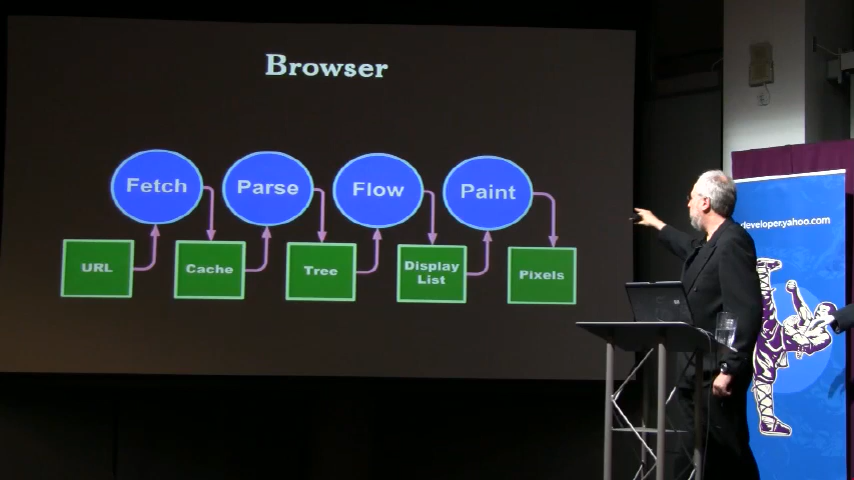 Browser
Fetch
Parse
Flow
Paint
URL
Cache
Tree
Display
List
Pixels
developer.yahoo.com